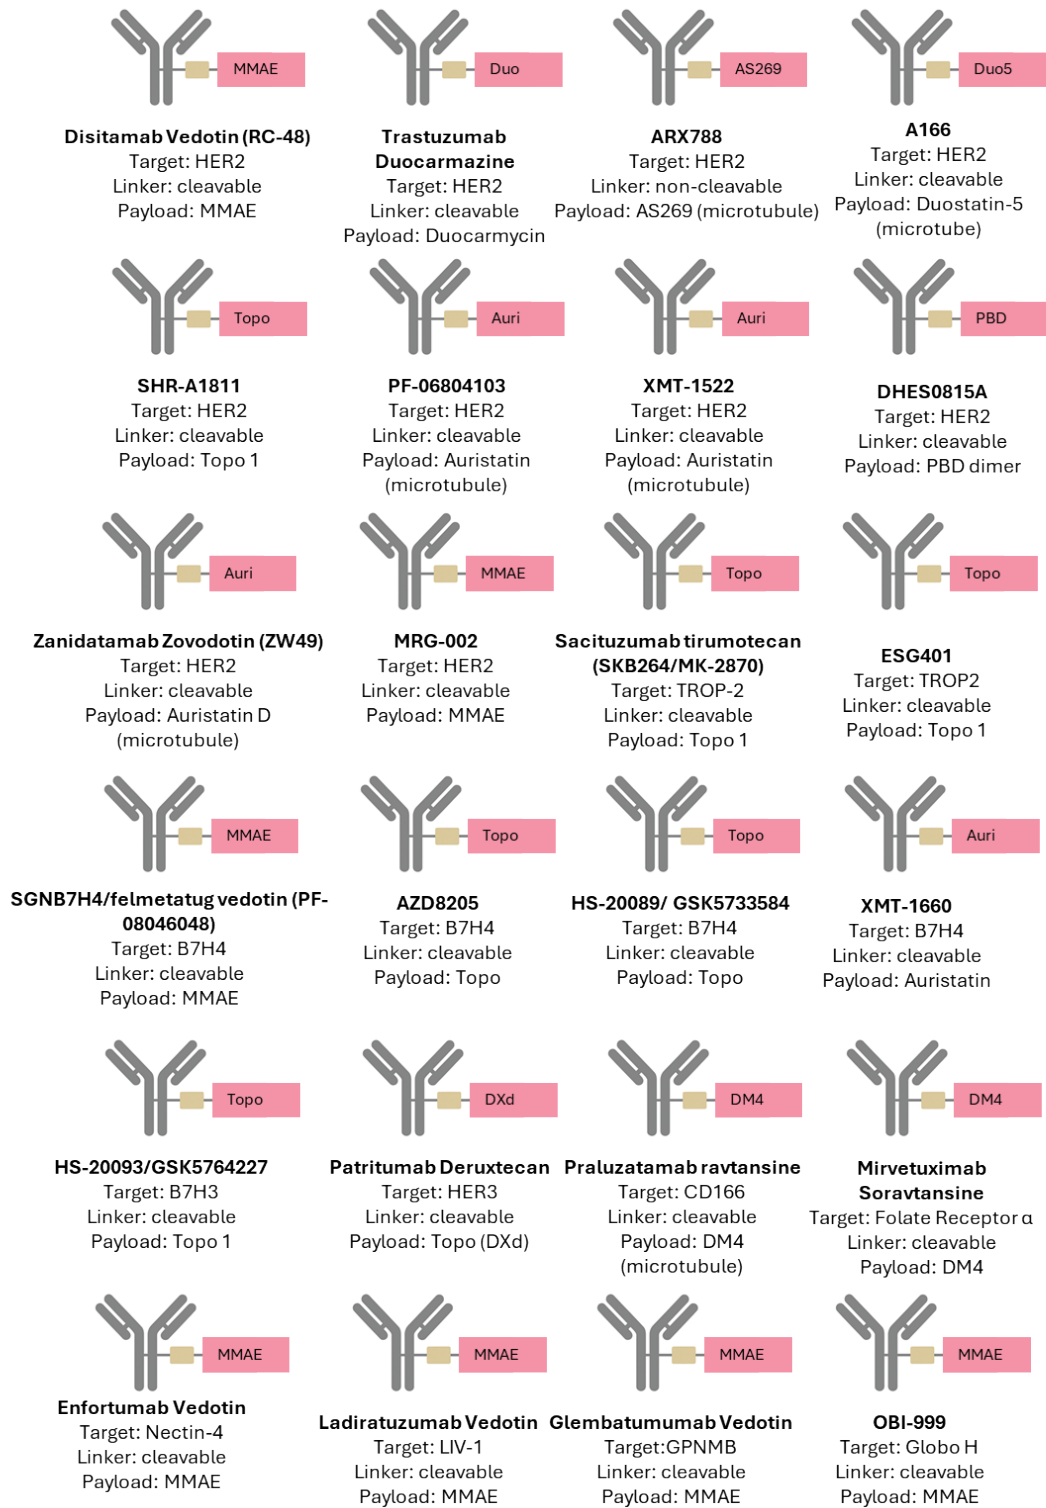 MMAE
Duo
AS269
Duo5
Disitamab Vedotin (RC-48)
Target: HER2
Linker: cleavable
Payload: MMAE
Trastuzumab
Duocarmazine
Target: HER2
Linker: cleavable
Payload: Duocarmycin
ARX788
Target: HER2
Linker: non-cleavable
Payload: AS269 (microtubule)
A166
Target: HER2
Linker: cleavable
Payload: Duostatin-5
(microtube)
Topo
Auri
Auri
PBD
SHR-A1811
Target: HER2
Linker: cleavable
Payload: Topo 1
PF-06804103
Target: HER2
Linker: cleavable
Payload: Auristatin
(microtubule)
XMT-1522
Target: HER2
Linker: cleavable
Payload: Auristatin
(microtubule)
DHES0815A
Target: HER2
Linker: cleavable
Payload: PBD dimer
Auri
MMAE
Topo
Topo
Zanidatamab Zovodotin (ZW49)
Target: HER2
Linker: cleavable
Payload: Auristatin D
(microtubule)
MRG-002
Target: HER2
Linker: cleavable
Payload: MMAE
Sacituzumab tirumotecan
(SKB264/MK-2870)
Target: TROP-2
Linker: cleavable
Payload: Topo 1
ESG401
Target: TROP2
Linker: cleavable
Payload: Topo 1
MMAE
Topo
Topo
Auri
SGNB7H4/felmetatug vedotin (PF-
08046048)
Target: B7H4
Linker: cleavable
Payload: MMAE
AZD8205
Target: B7H4
Linker: cleavable
Payload: Topo
HS-20089/ GSK5733584
Target: B7H4
Linker: cleavable
Payload: Topo
XMT-1660
Target: B7H4
Linker: cleavable
Payload: Auristatin
Topo
DXd
DM4
DM4
HS-20093/GSK5764227
Target: B7H3
Linker: cleavable
Payload: Topo 1
Patritumab Deruxtecan
Target: HER3
Linker: cleavable
Payload: Topo (DXd)
Praluzatamab ravtansine
Target: CD166
Linker: cleavable
Payload: DM4
(microtubule)
Mirvetuximab
Soravtansine
Target: Folate Receptor α
Linker: cleavable
Payload: DM4
MMAE
MMAE
MMAE
MMAE
Enfortumab Vedotin
Target: Nectin-4
Linker: cleavable
Payload: MMAE
Ladiratuzumab Vedotin
Target: LIV-1
Linker: cleavable
Payload: MMAE
Glembatumumab Vedotin
Target:GPNMB
Linker: cleavable
Payload: MMAE
OBI-999
Target: Globo H
Linker: cleavable
Payload: MMAE